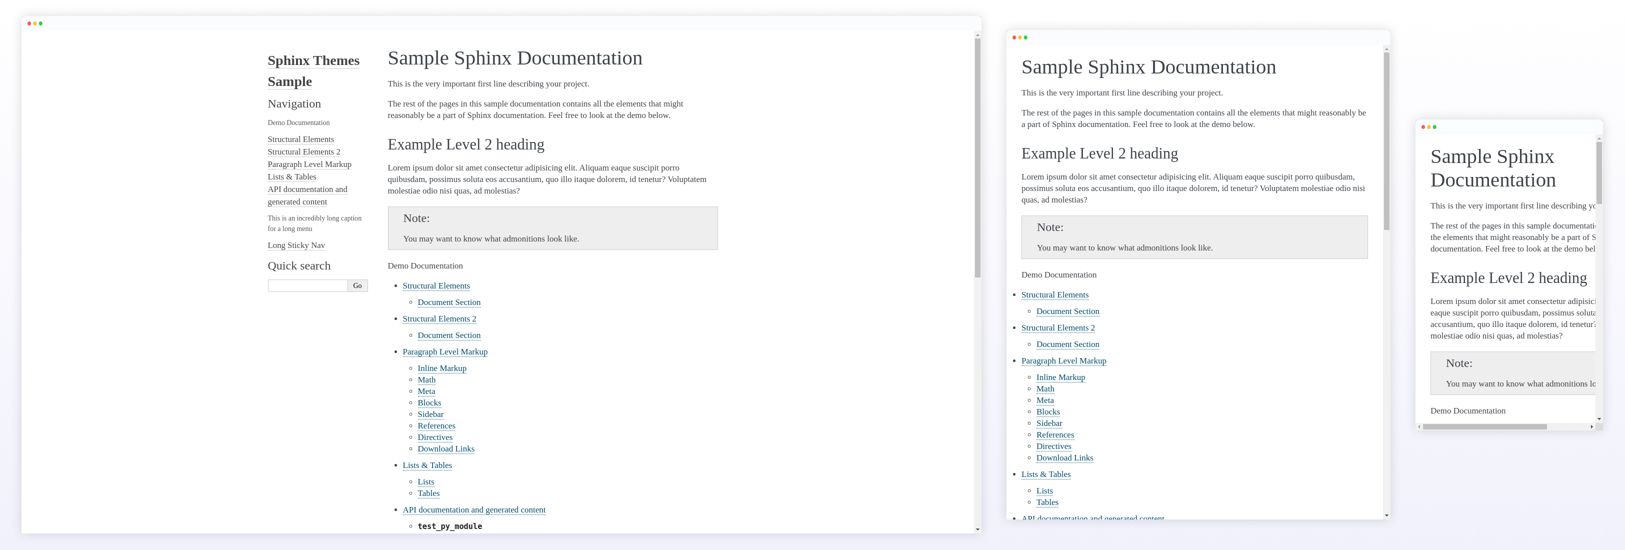 Sphinx Themes
Sample
Navigation
Demo Documentation
Structural Elements
Structural Elements 2
Paragraph Level Markup
Lists & Tables
API documentation and
generated content
This is an incredibly long caption
for a long menu
Long Sticky Nav
Quick search
Go
Sample Sphinx Documentation
This is the very important first line describing your project.
The rest of the pages in this sample documentation contains all the elements that might
reasonably be a part of Sphinx documentation. Feel free to look at the demo below.
Example Level 2 heading
Lorem ipsum dolor sit amet consectetur adipisicing elit. Aliquam eaque suscipit porro
quibusdam, possimus soluta eos accusantium, quo illo itaque dolorem, id tenetur? Voluptatem
molestiae odio nisi quas, ad molestias?
Note:
You may want to know what admonitions look like.
Demo Documentation
Structural Elements
Document Section
Structural Elements 2
Document Section
Paragraph Level Markup
Inline Markup
Math
Meta
Blocks
Sidebar
References
Directives
Download Links
Lists & Tables
Lists
Tables
API documentation and generated content
test_py_module
Sample Sphinx Documentation
This is the very important first line describing your project.
The rest of the pages in this sample documentation contains all the elements that might reasonably be
a part of Sphinx documentation. Feel free to look at the demo below.
Example Level 2 heading
Lorem ipsum dolor sit amet consectetur adipisicing elit. Aliquam eaque suscipit porro quibusdam,
possimus soluta eos accusantium, quo illo itaque dolorem, id tenetur? Voluptatem molestiae odio nisi
quas, ad molestias?
Note:
You may want to know what admonitions look like.
Demo Documentation
Structural Elements
Document Section
Structural Elements 2
Document Section
Paragraph Level Markup
Inline Markup
Math
Meta
Blocks
Sidebar
References
Directives
Download Links
Lists & Tables
Lists
Tables
API documentation and generated content
Sample Sphinx
Documentation
This is the very important first line describing yo
The rest of the pages in this sample documentati
the elements that might reasonably be a part of S
documentation. Feel free to look at the demo bel
Example Level 2 heading
Lorem ipsum dolor sit amet consectetur adipisici
eaque suscipit porro quibusdam, possimus soluta
accusantium, quo illo itaque dolorem, id tenetur?
molestiae odio nisi quas, ad molestias?
Note:
You may want to know what admonitions lo
Demo Documentation